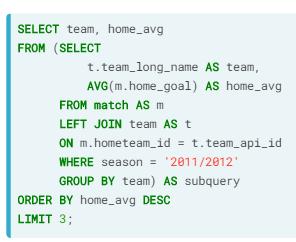 SELECT team, home_avg
FROM (SELECT
t.team_long_name AS team,
AVG(m.home_goal) AS home_avg
FROM match AS m
LEFT JOIN team AS t
ON m.hometeam_id = t.team_api_id
WHERE season = '2011/2012'
GROUP BY team) AS subquery
ORDER BY home_avg DESC
LIMIT 3;